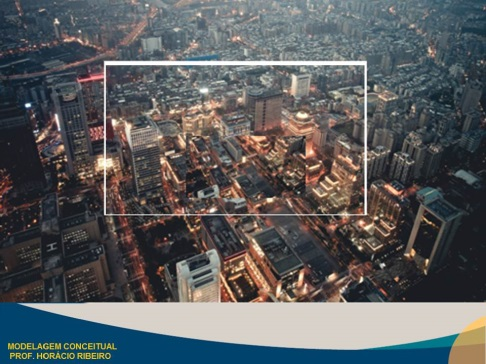 MODELAGEM CONCEITUAL
PROF. HORÁCIO RIBEIRO